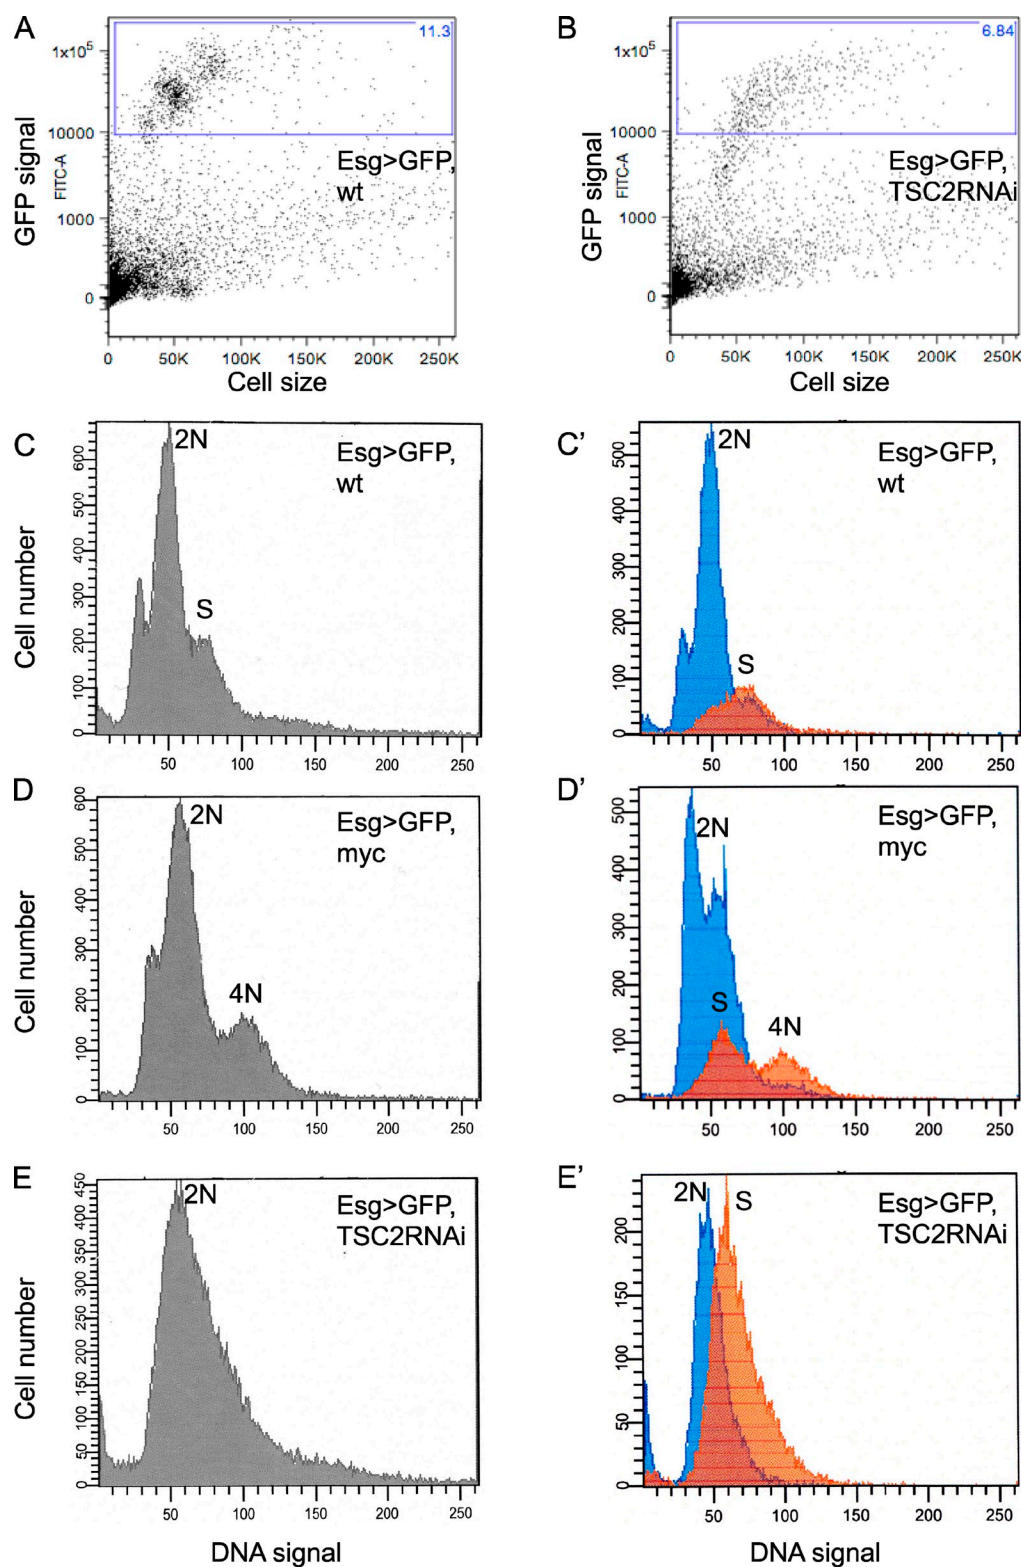 A
11.3
1x10⁵
10000
1000
0
GFP signal
FITC-A
Esg>GFP,
wt
0 50K 100K 150K 200K 250K
Cell size
B
6.84
1x10⁵
10000
1000
0
GFP signal
FITC-A
Esg>GFP,
TSC2RNAi
0 50K 100K 150K 200K 250K
Cell size
C
2N
S
Esg>GFP,
wt
Cell number
0 100 200 300 400 500 600
50 100 150 200 250
C'
2N
S
Esg>GFP,
wt
0 100 200 300 400 500
50 100 150 200 250
D
2N
4N
Esg>GFP,
myc
Cell number
0 100 200 300 400 500 600
50 100 150 200 250
D'
2N
S
4N
Esg>GFP,
myc
0 100 200 300 400 500
50 100 150 200 250
E
2N
Esg>GFP,
TSC2RNAi
Cell number
0 50 100 150 200 250 300 350 400 450
50 100 150 200 250
DNA signal
E'
2N
S
Esg>GFP,
TSC2RNAi
0 50 100 150 200
50 100 150 200 250
DNA signal